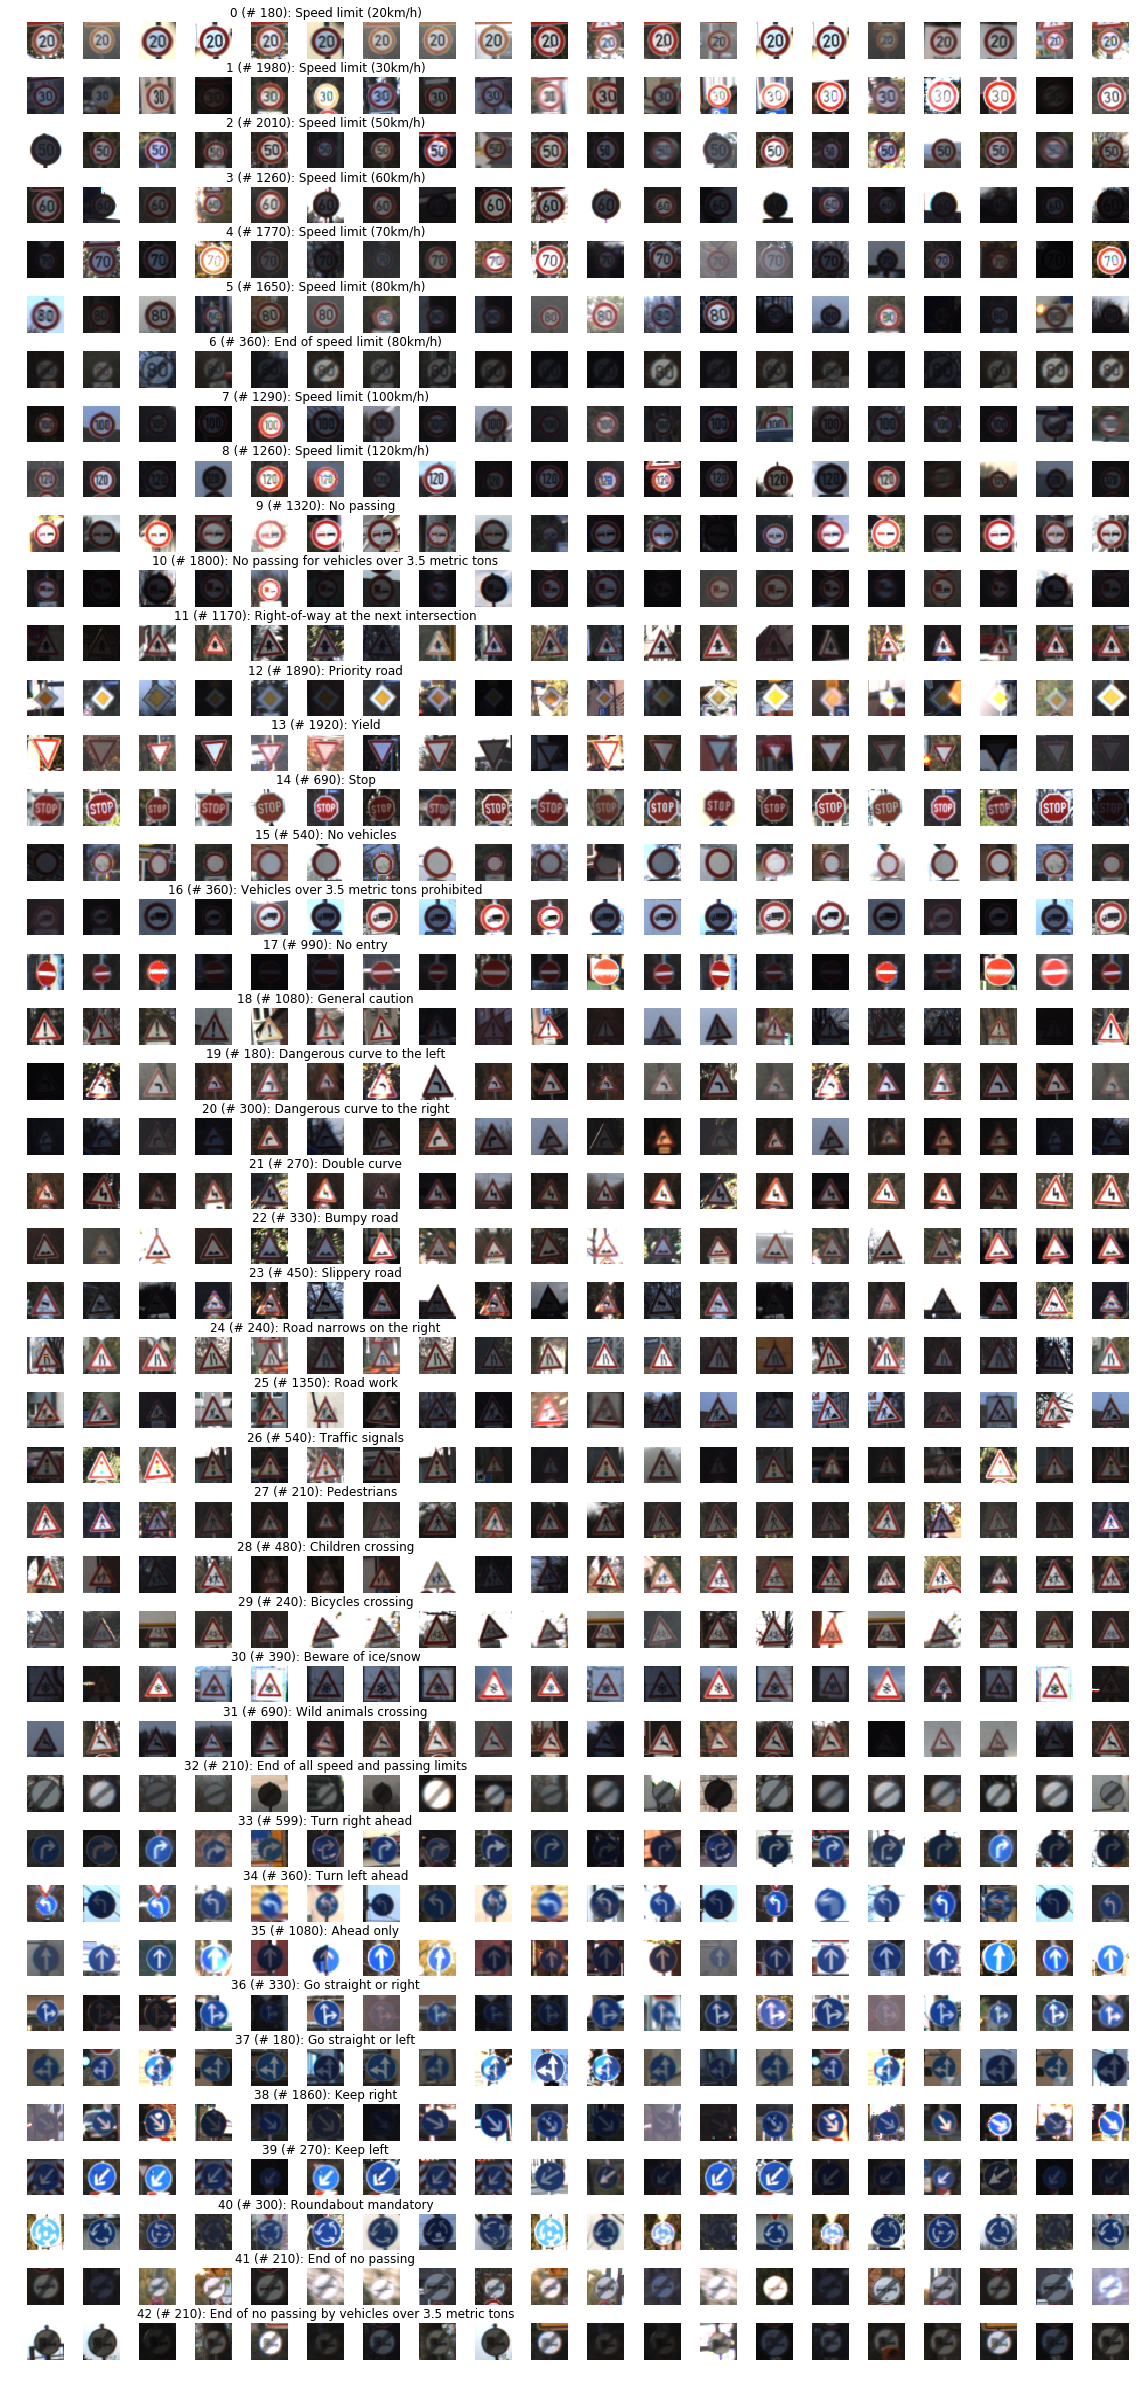 0 (# 180): Speed limit (20km/h)
1 (# 1980): Speed limit (30km/h)
2 (# 2010): Speed limit (50km/h)
3 (# 1260): Speed limit (60km/h)
4 (# 1770): Speed limit (70km/h)
5 (# 1650): Speed limit (80km/h)
6 (# 360): End of speed limit (80km/h)
7 (# 1290): Speed limit (100km/h)
8 (# 1260): Speed limit (120km/h)
9 (# 1320): No passing
10 (# 1800): No passing for vehicles over 3.5 metric tons
11 (# 1170): Right-of-way at the next intersection
12 (# 1890): Priority road
13 (# 1920): Yield
14 (# 690): Stop
15 (# 540): No vehicles
16 (# 360): Vehicles over 3.5 metric tons prohibited
17 (# 990): No entry
18 (# 1080): General caution
19 (# 180): Dangerous curve to the left
20 (# 300): Dangerous curve to the right
21 (# 270): Double curve
22 (# 330): Bumpy road
23 (# 450): Slippery road
24 (# 240): Road narrows on the right
25 (# 1350): Road work
26 (# 540): Traffic signals
27 (# 210): Pedestrians
28 (# 480): Children crossing
29 (# 240): Bicycles crossing
30 (# 390): Beware of ice/snow
31 (# 690): Wild animals crossing
32 (# 210): End of all speed and passing limits
33 (# 599): Turn right ahead
34 (# 360): Turn left ahead
35 (# 1080): Ahead only
36 (# 330): Go straight or right
37 (# 180): Go straight or left
38 (# 1860): Keep right
39 (# 270): Keep left
40 (# 300): Roundabout mandatory
41 (# 210): End of no passing
42 (# 210): End of no passing by vehicles over 3.5 metric tons